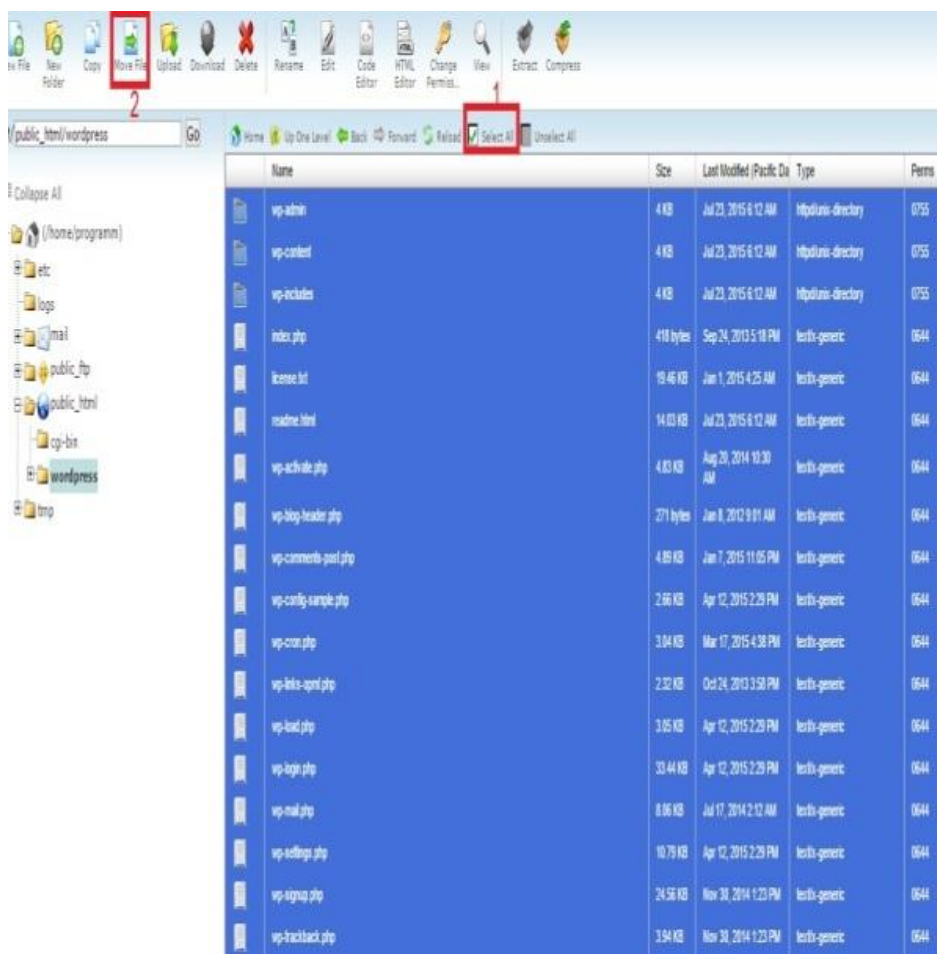 ew File New Folder Copy Move File Upload Download Delete Rename Edit Code Editor HTML Editor Change Permiss... View Extract Compress
2
1
/public_html/wordpress Go
Home Up One Level Back Forward Reload Select All Unselect All
Collapse All
(/home/programm)
etc
logs
mail
public_ftp
public_html
cgi-bin
wordpress
tmp
Name Size Last Modified (Pacific Da Type Perms
wp-admin 4 KB Jul 23, 2015 6:12 AM httpd/unix-directory 0755
wp-content 4 KB Jul 23, 2015 6:12 AM httpd/unix-directory 0755
wp-includes 4 KB Jul 23, 2015 6:12 AM httpd/unix-directory 0755
index.php 418 bytes Sep 24, 2013 5:18 PM text/x-generic 0644
license.txt 19.46 KB Jan 1, 2015 4:25 AM text/x-generic 0644
readme.html 14.03 KB Jul 23, 2015 6:12 AM text/x-generic 0644
wp-activate.php 4.83 KB Aug 20, 2014 10:30 AM text/x-generic 0644
wp-blog-header.php 271 bytes Jan 8, 2012 9:01 AM text/x-generic 0644
wp-comments-post.php 4.89 KB Jan 7, 2015 11:05 PM text/x-generic 0644
wp-config-sample.php 2.66 KB Apr 12, 2015 2:29 PM text/x-generic 0644
wp-cron.php 3.04 KB Mar 17, 2015 4:38 PM text/x-generic 0644
wp-links-opml.php 2.32 KB Oct 24, 2013 3:58 PM text/x-generic 0644
wp-load.php 3.05 KB Apr 12, 2015 2:29 PM text/x-generic 0644
wp-login.php 33.44 KB Apr 12, 2015 2:29 PM text/x-generic 0644
wp-mail.php 8.06 KB Jul 17, 2014 2:12 AM text/x-generic 0644
wp-settings.php 10.79 KB Apr 12, 2015 2:29 PM text/x-generic 0644
wp-signup.php 24.56 KB Nov 30, 2014 1:23 PM text/x-generic 0644
wp-trackback.php 3.94 KB Nov 30, 2014 1:23 PM text/x-generic 0644